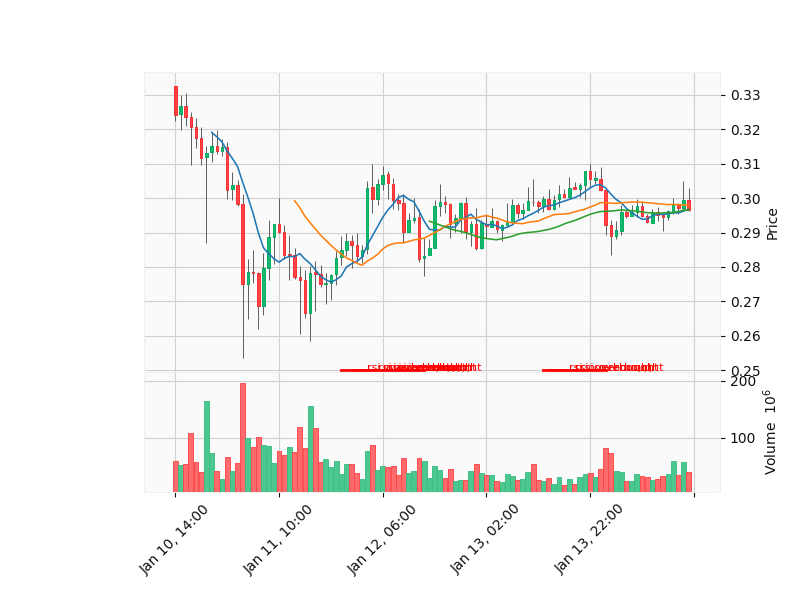 0.33
0.32
0.31
0.30
0.29
0.28
0.27
0.26
0.25
Price
200
100
Volume 10^6
Jan 10, 14:00
Jan 11, 10:00
Jan 12, 06:00
Jan 13, 02:00
Jan 13, 22:00